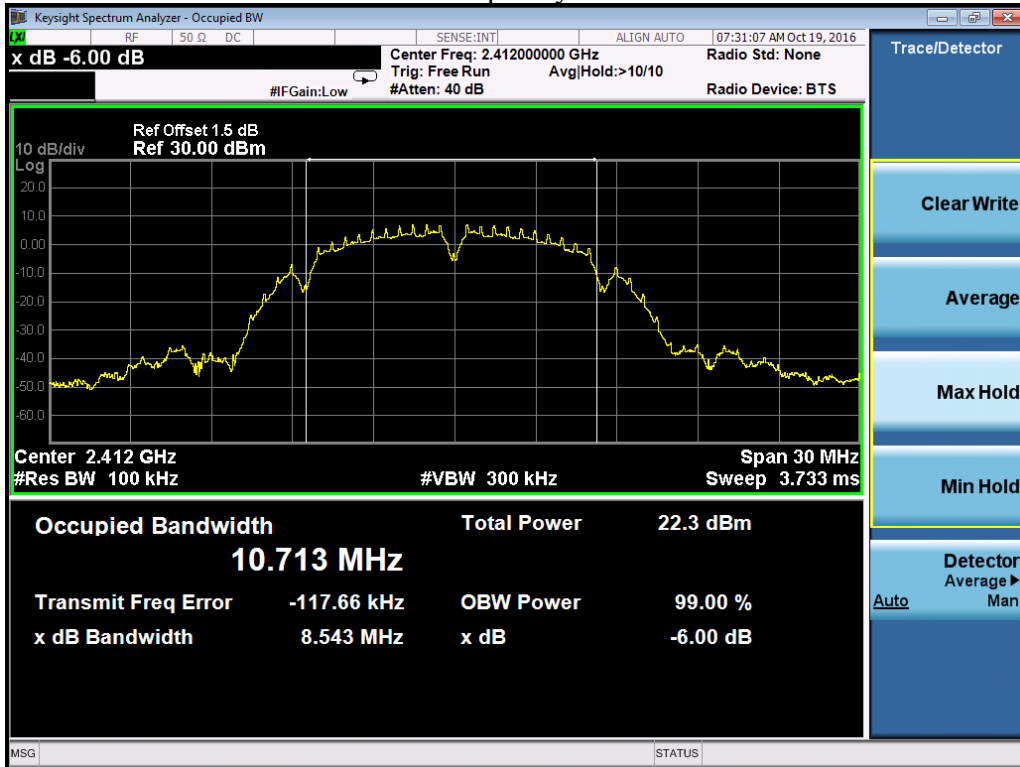 Keysight Spectrum Analyzer - Occupied BW
LXI RF 50 Ω DC SENSE:INT ALIGN AUTO 07:31:07 AM Oct 19, 2016
x dB -6.00 dB
Center Freq: 2.412000000 GHz Radio Std: None
Trig: Free Run Avg|Hold:>10/10
#IFGain:Low #Atten: 40 dB Radio Device: BTS
Trace/Detector
Ref Offset 1.5 dB
10 dB/div Ref 30.00 dBm
Log
20.0
10.0
0.00
-10.0
-20.0
-30.0
-40.0
-50.0
-60.0
Center 2.412 GHz Span 30 MHz
#Res BW 100 kHz #VBW 300 kHz Sweep 3.733 ms
Occupied Bandwidth Total Power 22.3 dBm
10.713 MHz
Transmit Freq Error -117.66 kHz OBW Power 99.00 %
x dB Bandwidth 8.543 MHz x dB -6.00 dB
Clear Write
Average
Max Hold
Min Hold
Detector
Average
Auto Man
MSG STATUS